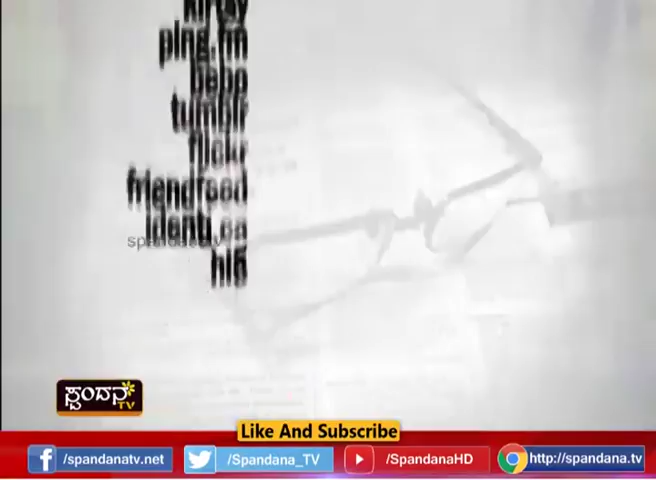 ping.fm
bebo
tumblr
flickr
friendfeed
identi.ca
spandana tv
hi5
ಸ್ಪಂದನ
TV
Like And Subscribe
/spandanatv.net
/Spandana_TV
/SpandanaHD
http://spandana.tv